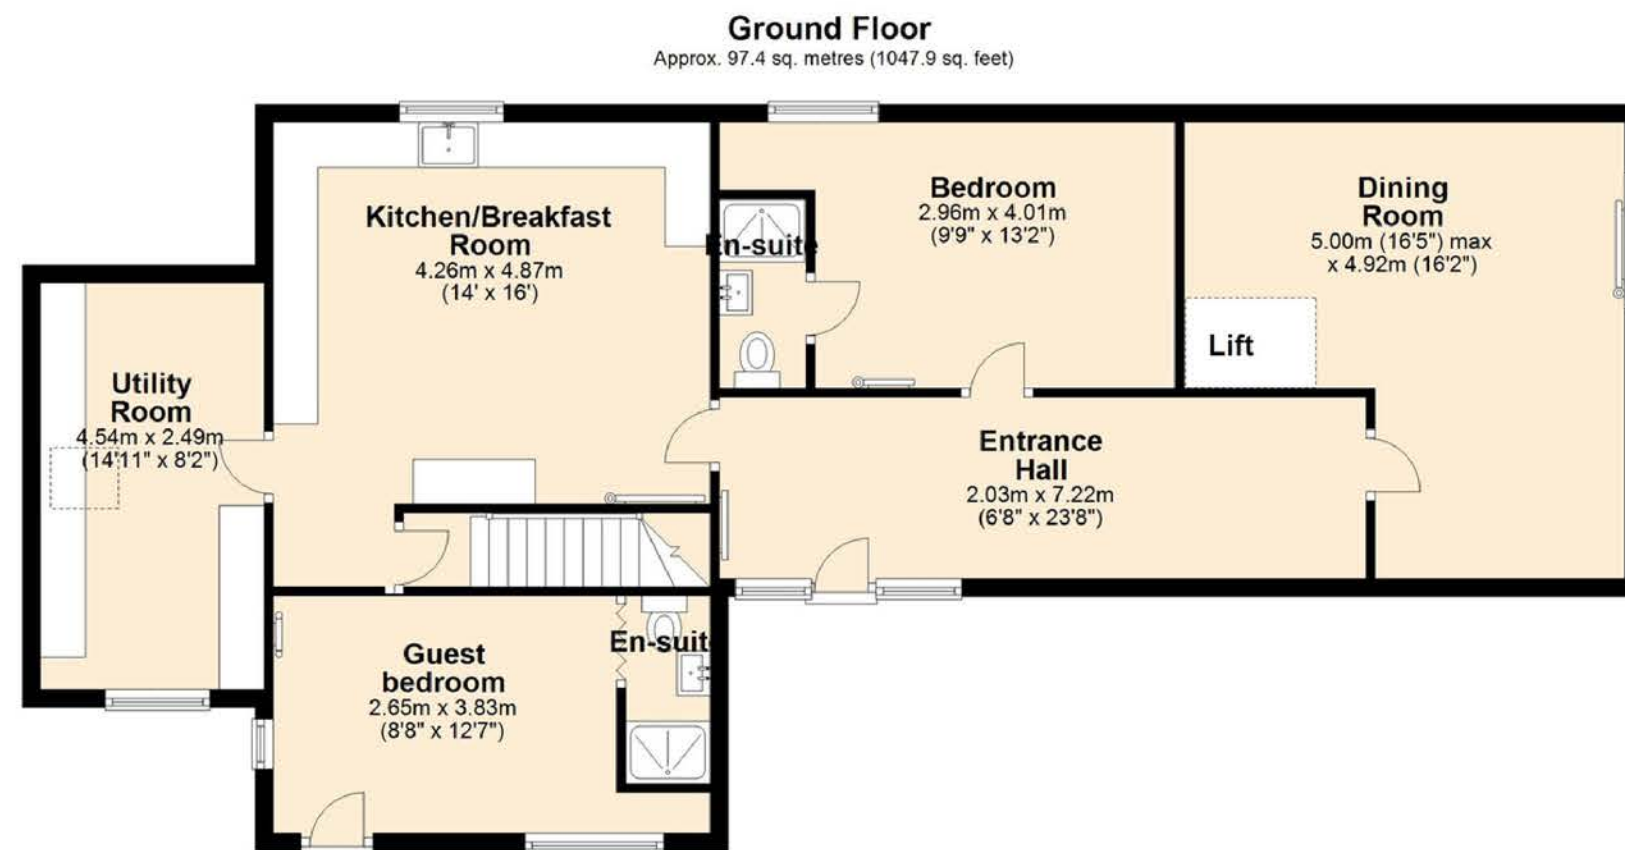 Ground Floor
Approx. 97.4 sq. metres (1047.9 sq. feet)
Kitchen/Breakfast
Room
4.26m x 4.87m
(14' x 16')
En-suite
Bedroom
2.96m x 4.01m
(9'9" x 13'2")
Dining
Room
5.00m (16'5") max
x 4.92m (16'2")
Lift
Utility
Room
4.54m x 2.49m
(14'11" x 8'2")
Entrance
Hall
2.03m x 7.22m
(6'8" x 23'8")
Guest
bedroom
2.65m x 3.83m
(8'8" x 12'7")
En-suite